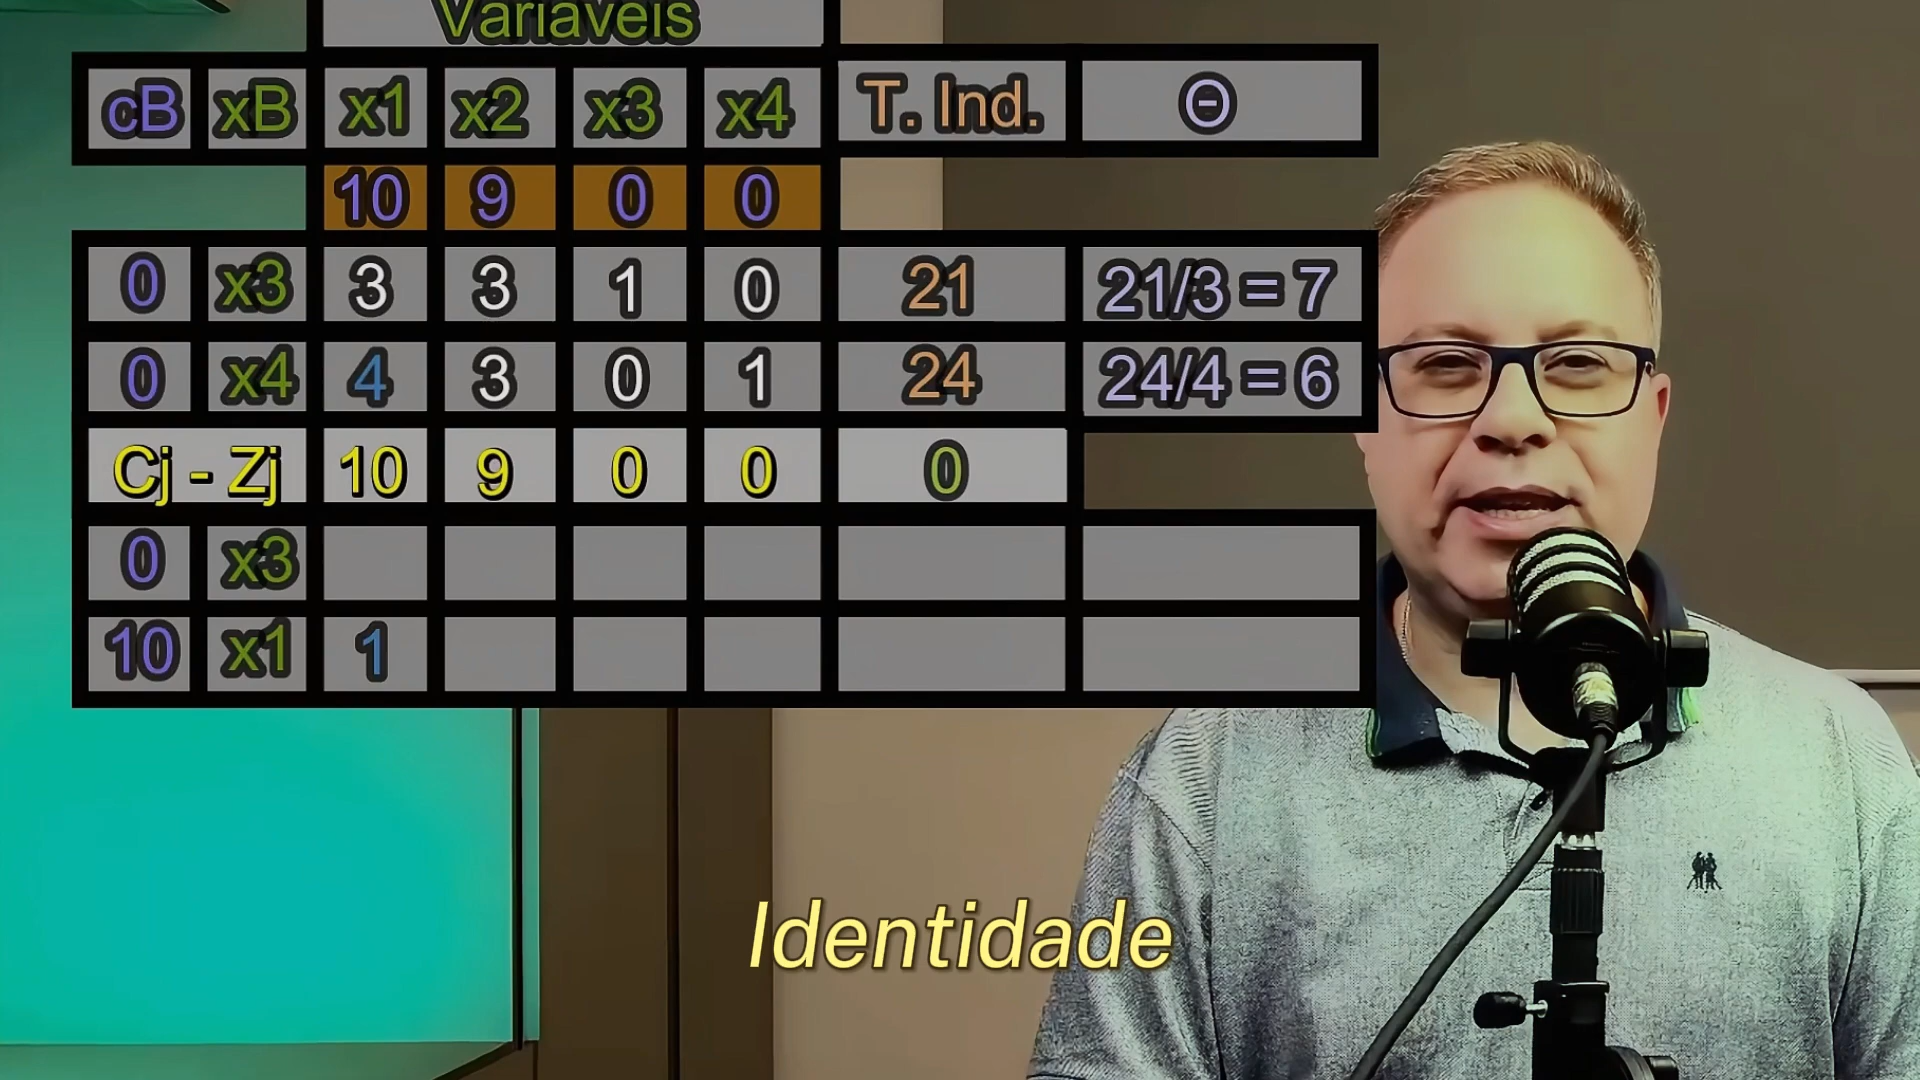 Variáveis
cB xB x1 x2 x3 x4 T. Ind. Θ
10 9 0 0
0 x3 3 3 1 0 21 21/3 = 7
0 x4 4 3 0 1 24 24/4 = 6
Cj - Zj 10 9 0 0 0
0 x3
10 x1 1
Identidade